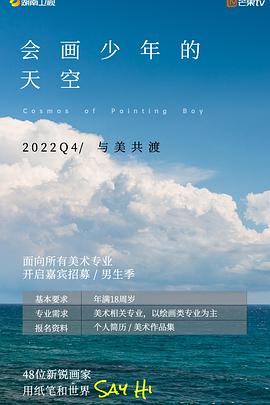 湖南卫视
芒果tv
会画少年的
天空
Cosmos of Painting Boy
2022Q4/ 与美共渡
面向所有美术专业
开启嘉宾招募 / 男生季
基本要求 年满18周岁
专业需求 美术相关专业，以绘画类专业为主
报名资料 个人简历 / 美术作品集
48位新锐画家
用纸笔和世界 SAY HI